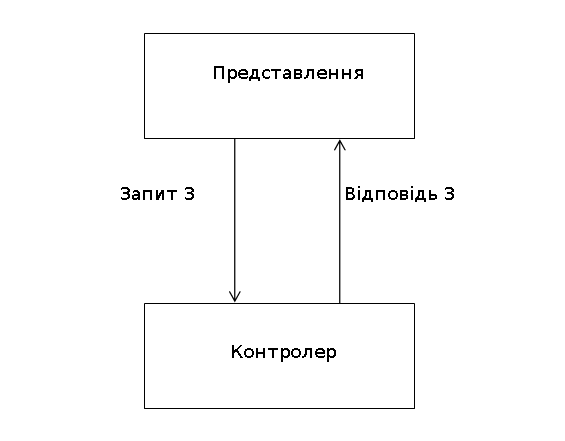 Представлення
Запит 3
Відповідь 3
Контролер